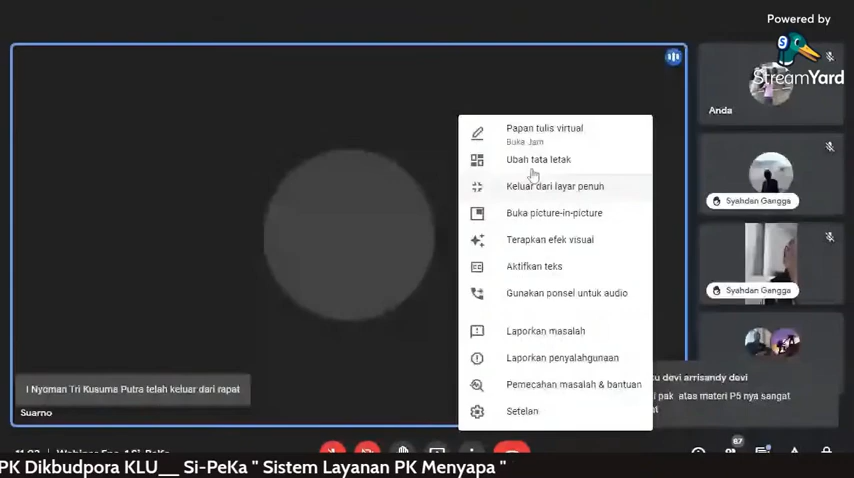 Powered by
StreamYard
Anda
Papan tulis virtual
Buka Jam
Ubah tata letak
Keluar dari layar penuh
Buka picture-in-picture
Terapkan efek visual
Aktifkan teks
Gunakan ponsel untuk audio
Laporkan masalah
Laporkan penyalahgunaan
Pemecahan masalah & bantuan
Setelan
Syahdan Gangga
Syahdan Gangga
I Nyoman Tri Kusuma Putra telah keluar dari rapat
Suarno
devi arrisandy devi
pak atas materi P5 nya sangat
67
PK Dikbudpora KLU__ Si-PeKa " Sistem Layanan PK Menyapa "